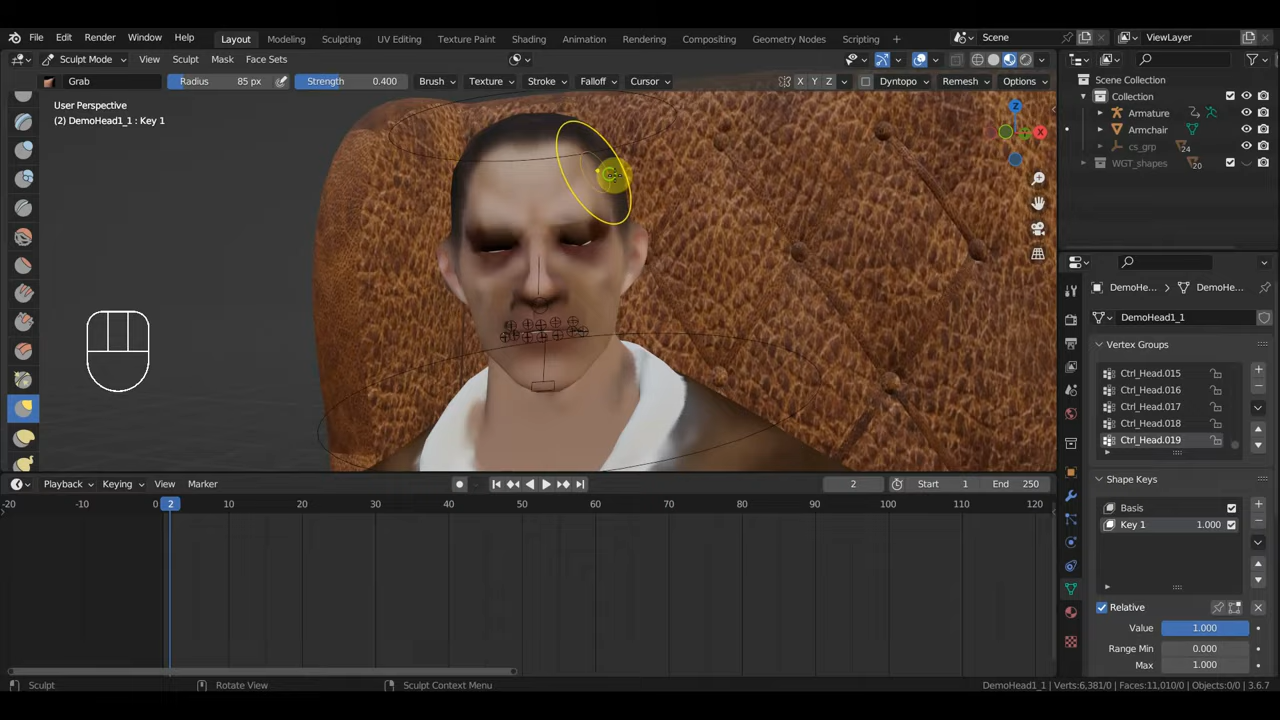 File Edit Render Window Help Layout Modeling Sculpting UV Editing Texture Paint Shading Animation Rendering Compositing Geometry Nodes Scripting + Scene ViewLayer
Sculpt Mode View Sculpt Mask Face Sets
Grab Radius 85 px Strength 0.400 Brush Texture Stroke Falloff Cursor X Y Z Dyntopo Remesh Options
User Perspective
(2) DemoHead1_1 : Key 1
Z
X
Scene Collection
Collection
Armature
Armchair
cs_grp 24
WGT_shapes 20
DemoHe... DemoHe...
DemoHead1_1
Vertex Groups
Ctrl_Head.015
Ctrl_Head.016
Ctrl_Head.017
Ctrl_Head.018
Ctrl_Head.019
Shape Keys
Basis
Key 1 1.000
Relative
Value 1.000
Range Min 0.000
Max 1.000
Playback Keying View Marker 2 Start 1 End 250
-20 -10 0 2 10 20 30 40 50 60 70 80 90 100 110 120
Sculpt Rotate View Sculpt Context Menu DemoHead1_1 | Verts:6,381/0 | Faces:11,010/0 | Objects:0/0 | 3.6.7